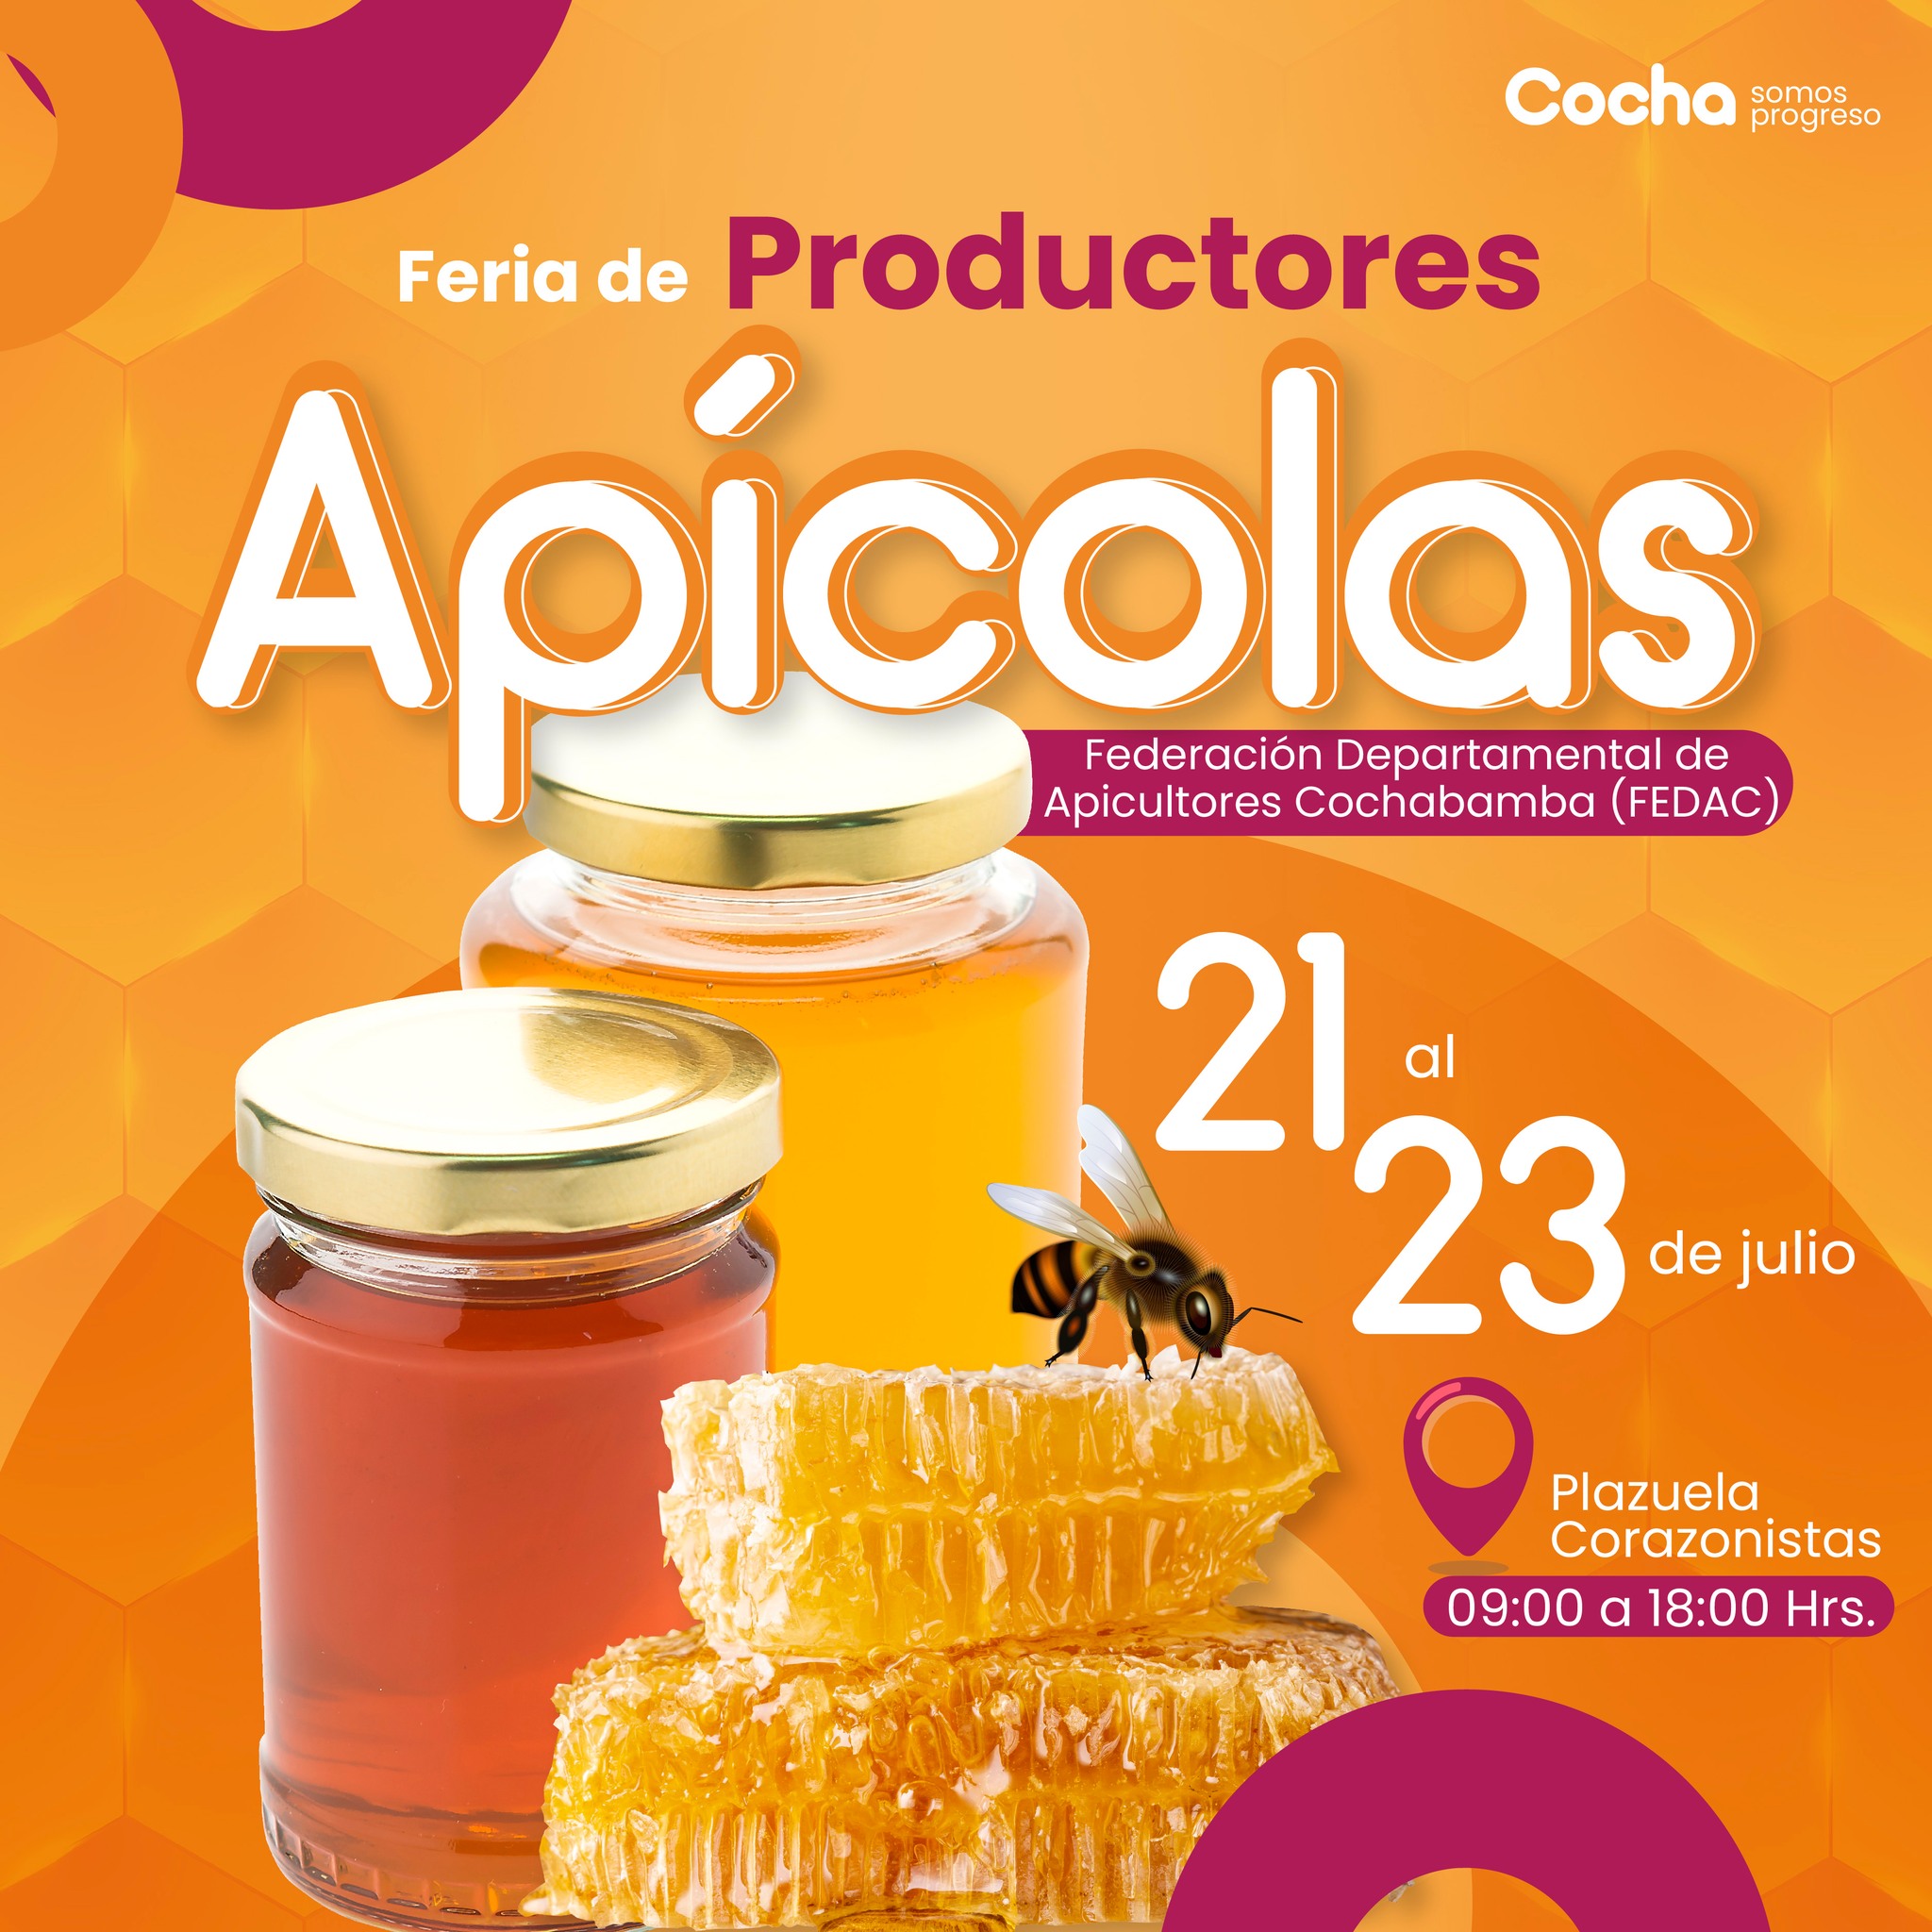 Cocha somos
progreso
Feria de Productores
Apícolas
Federación Departamental de
Apicultores Cochabamba (FEDAC)
21 al
23 de julio
Plazuela
Corazonistas
09:00 a 18:00 Hrs.